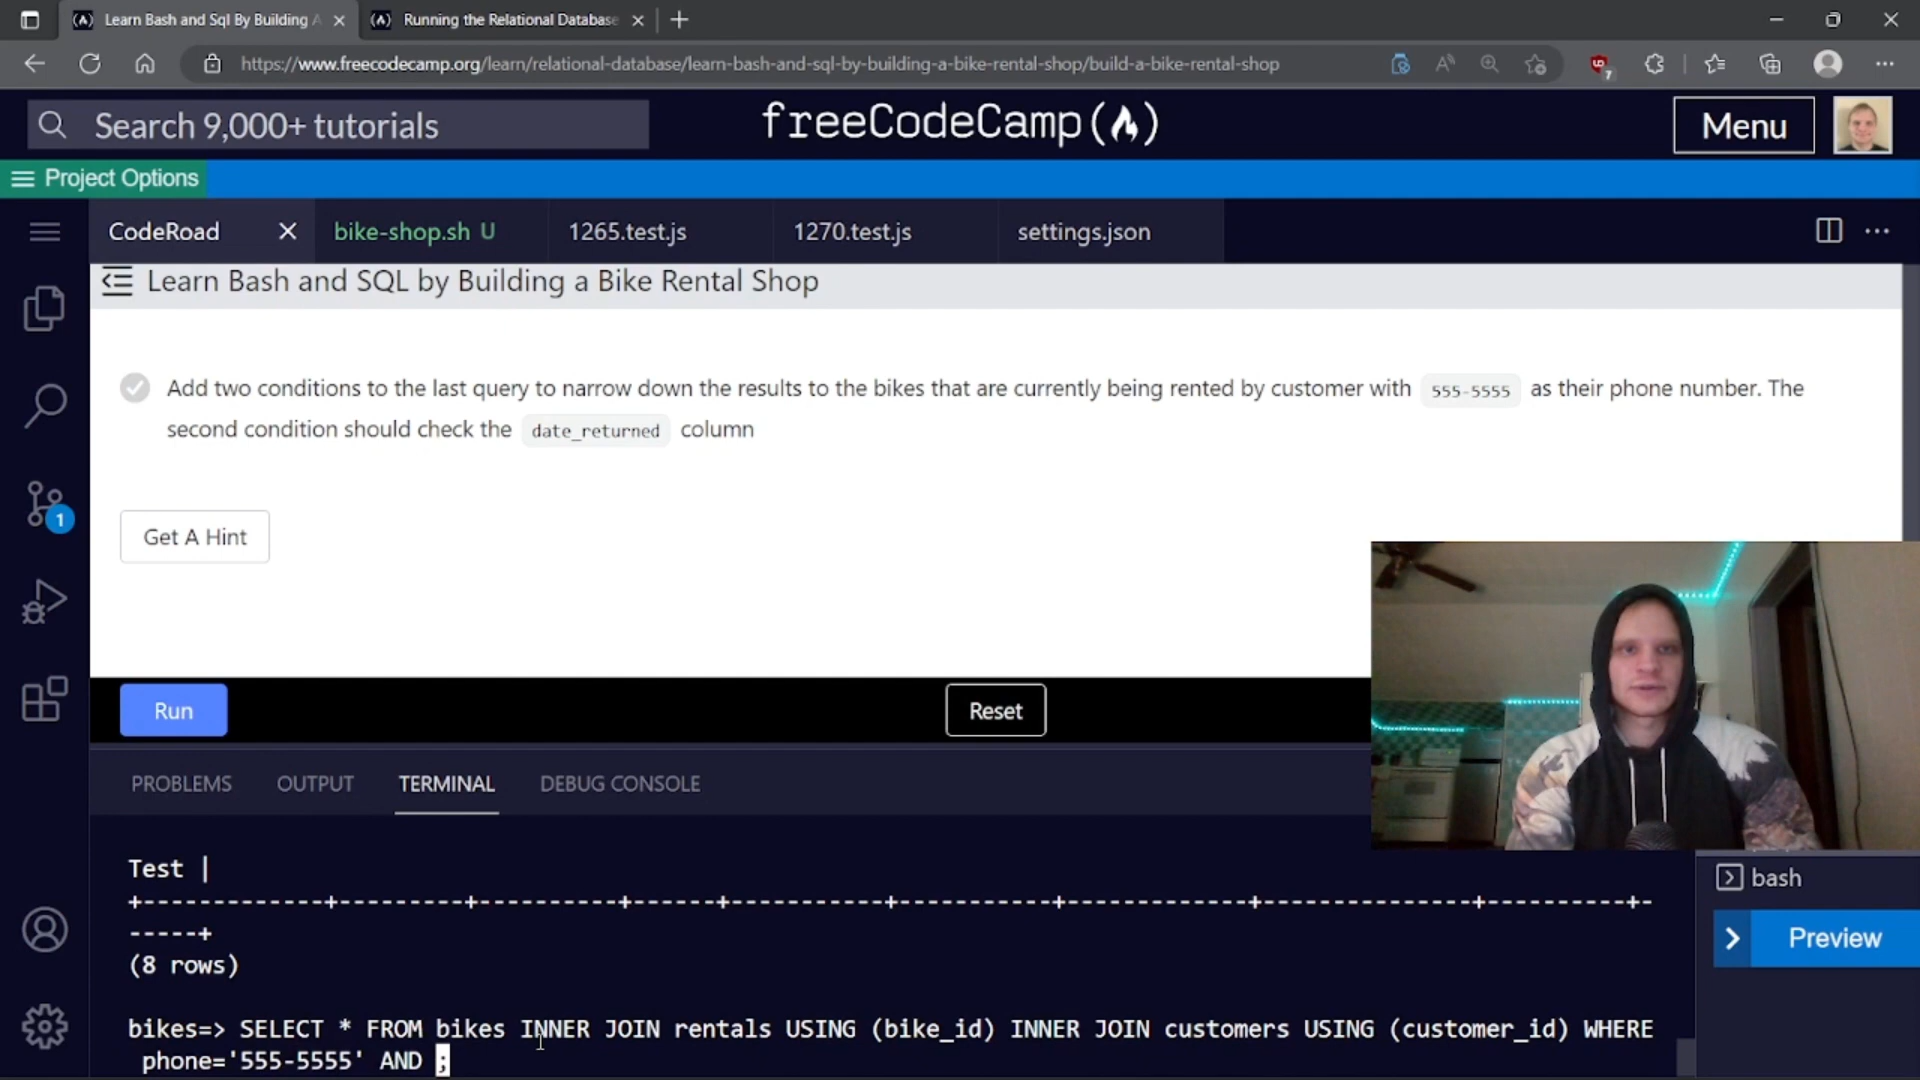 Learn Bash and Sql By Building A
Running the Relational Database
https://www.freecodecamp.org/learn/relational-database/learn-bash-and-sql-by-building-a-bike-rental-shop/build-a-bike-rental-shop
7
Search 9,000+ tutorials
freeCodeCamp
Menu
Project Options
CodeRoad
bike-shop.sh U
1265.test.js
1270.test.js
settings.json
Learn Bash and SQL by Building a Bike Rental Shop
Add two conditions to the last query to narrow down the results to the bikes that are currently being rented by customer with 555-5555 as their phone number. The
second condition should check the date_returned column
1
Get A Hint
Run
Reset
PROBLEMS
OUTPUT
TERMINAL
DEBUG CONSOLE
Test |
+-------------+---------+----------+------+-----------+-----------+-------------+---------------+----------+-
-----+
(8 rows)
bikes=> SELECT * FROM bikes INNER JOIN rentals USING (bike_id) INNER JOIN customers USING (customer_id) WHERE
phone='555-5555' AND ;
bash
Preview